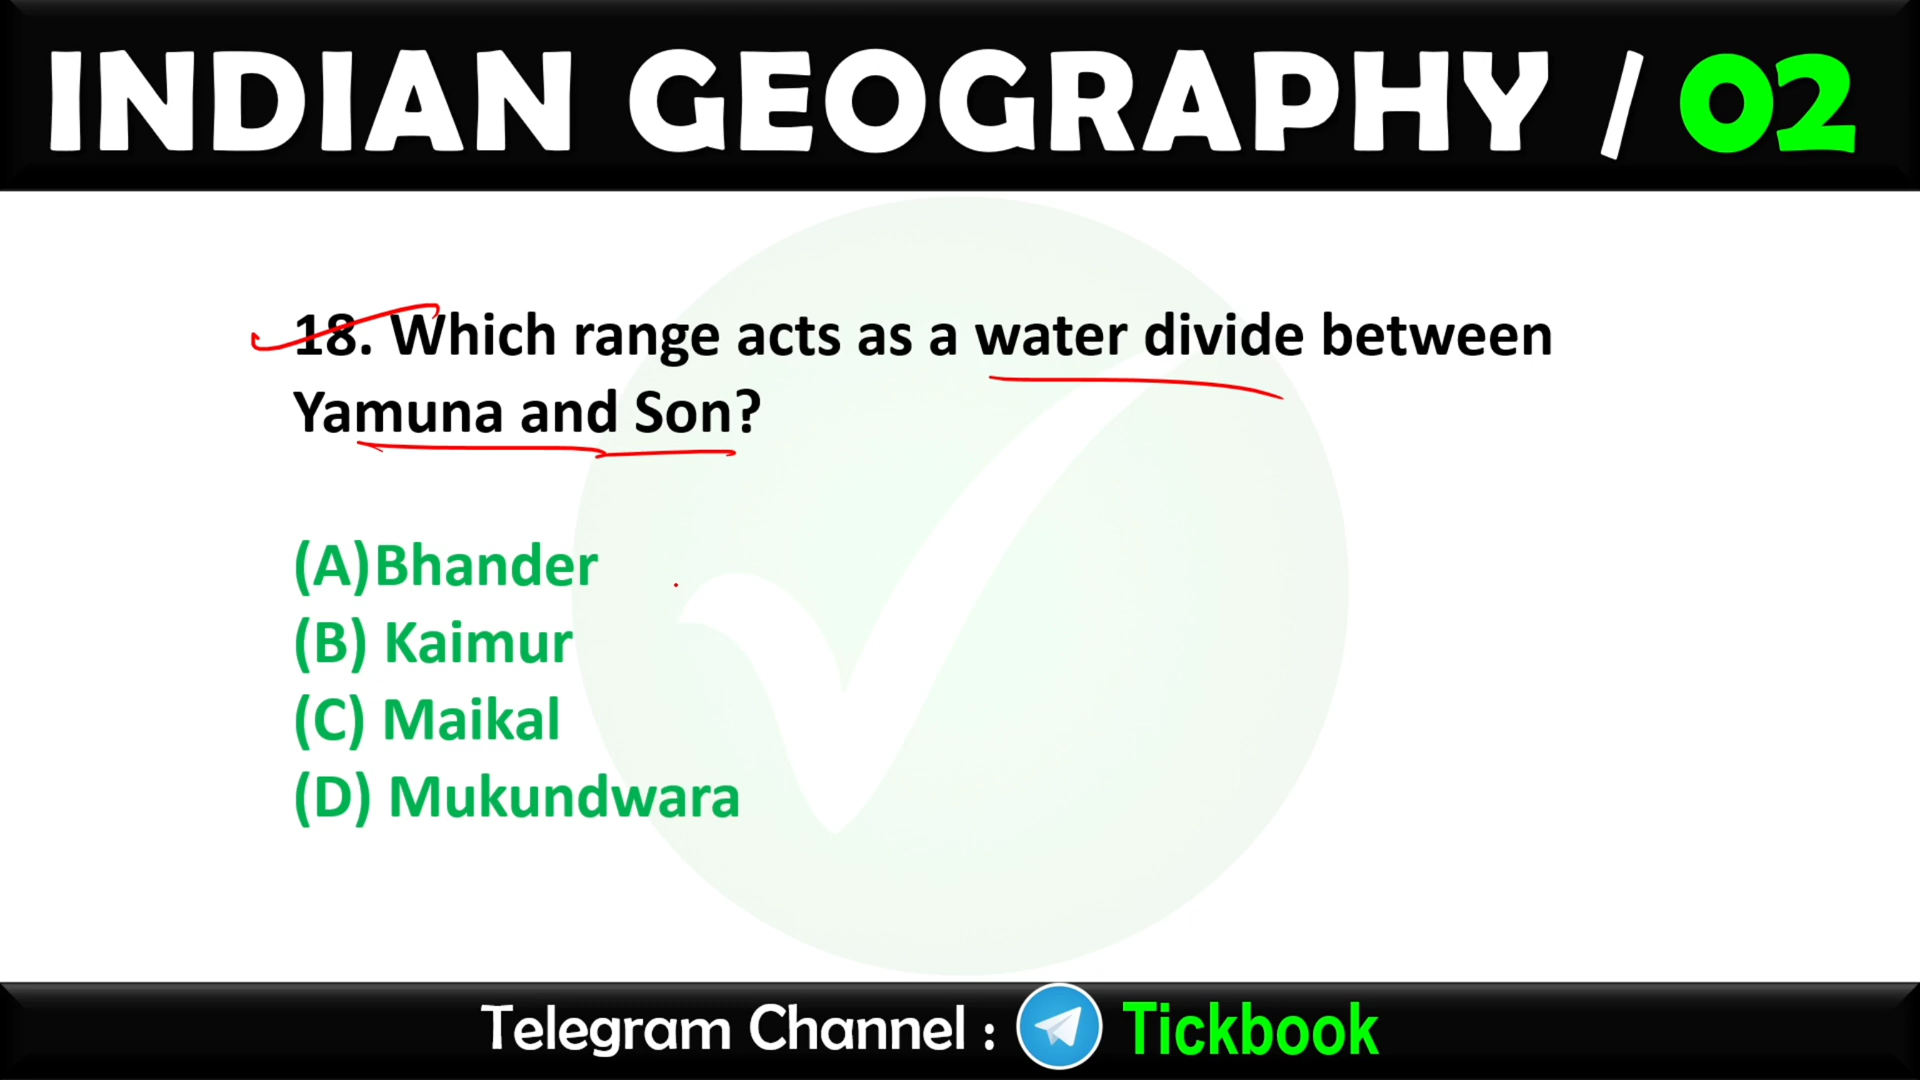 INDIAN GEOGRAPHY / 02
18. Which range acts as a water divide between
Yamuna and Son?
(A)Bhander
(B) Kaimur
(C) Maikal
(D) Mukundwara
Telegram Channel : Tickbook